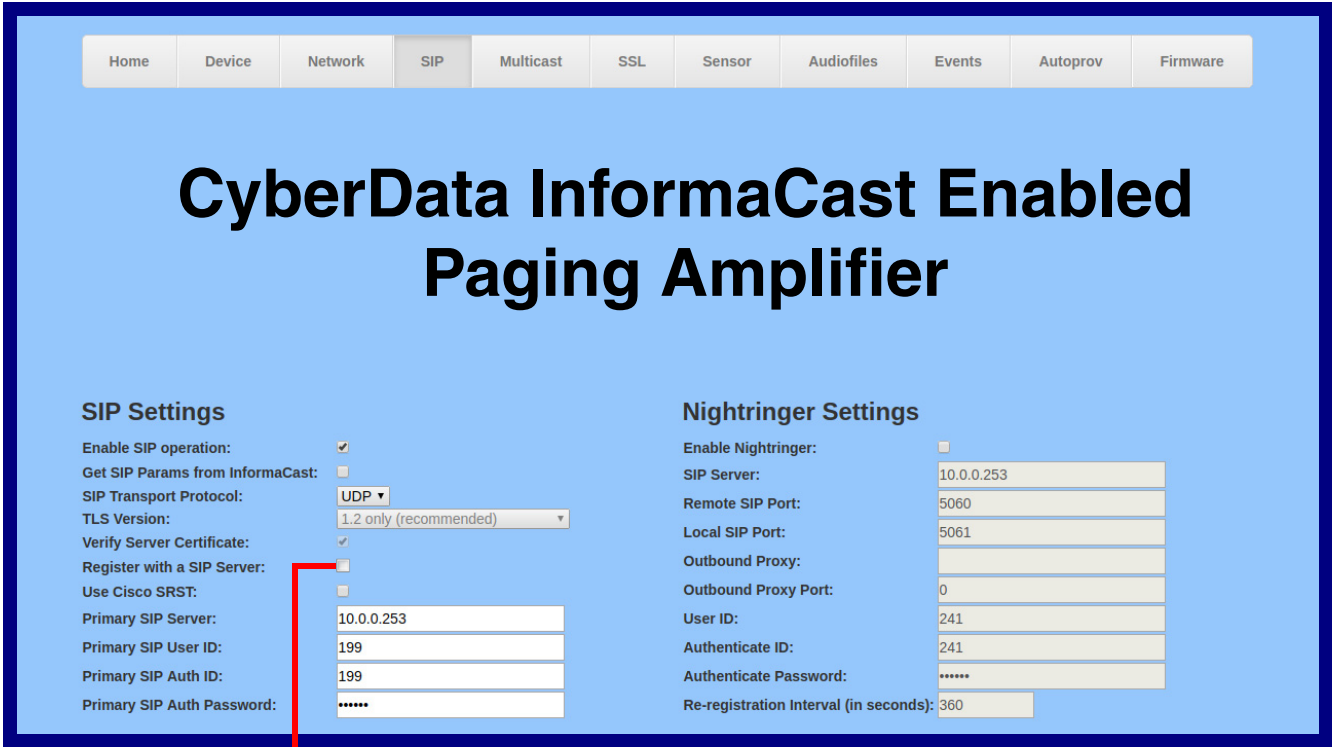 Home Device Network SIP Multicast SSL Sensor Audiofiles Events Autoprov Firmware
CyberData InformaCast Enabled
Paging Amplifier
SIP Settings
Enable SIP operation:
Get SIP Params from InformaCast:
SIP Transport Protocol: UDP
TLS Version: 1.2 only (recommended)
Verify Server Certificate:
Register with a SIP Server:
Use Cisco SRST:
Primary SIP Server: 10.0.0.253
Primary SIP User ID: 199
Primary SIP Auth ID: 199
Primary SIP Auth Password: ••••••
Nightringer Settings
Enable Nightringer:
SIP Server: 10.0.0.253
Remote SIP Port: 5060
Local SIP Port: 5061
Outbound Proxy:
Outbound Proxy Port: 0
User ID: 241
Authenticate ID: 241
Authenticate Password: ••••••
Re-registration Interval (in seconds): 360